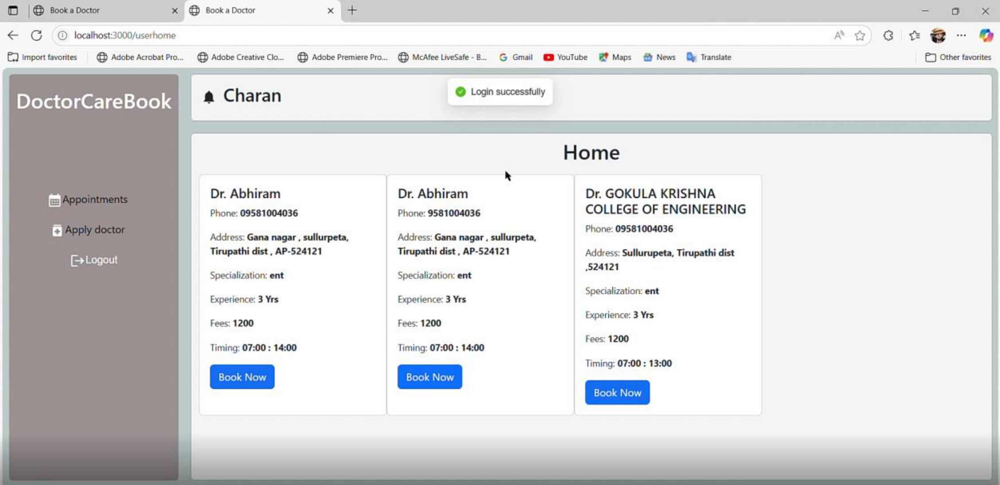 Book a Doctor
Book a Doctor
localhost:3000/userhome
Import favorites
Adobe Acrobat Pro...
Adobe Creative Clo...
Adobe Premiere Pro...
McAfee LiveSafe - B...
Gmail
YouTube
Maps
News
Translate
Other favorites
DoctorCareBook
Appointments
Apply doctor
Logout
Charan
Login successfully
Home
Dr. Abhiram
Phone: 09581004036
Address: Gana nagar , sullurpeta,
Tirupathi dist , AP-524121
Specialization: ent
Experience: 3 Yrs
Fees: 1200
Timing: 07:00 : 14:00
Book Now
Dr. Abhiram
Phone: 9581004036
Address: Gana nagar , sullurpeta,
Tirupathi dist , AP-524121
Specialization: ent
Experience: 3 Yrs
Fees: 1200
Timing: 07:00 : 14:00
Book Now
Dr. GOKULA KRISHNA
COLLEGE OF ENGINEERING
Phone: 09581004036
Address: Sullurupeta, Tirupathi dist
,524121
Specialization: ent
Experience: 3 Yrs
Fees: 1200
Timing: 07:00 : 13:00
Book Now